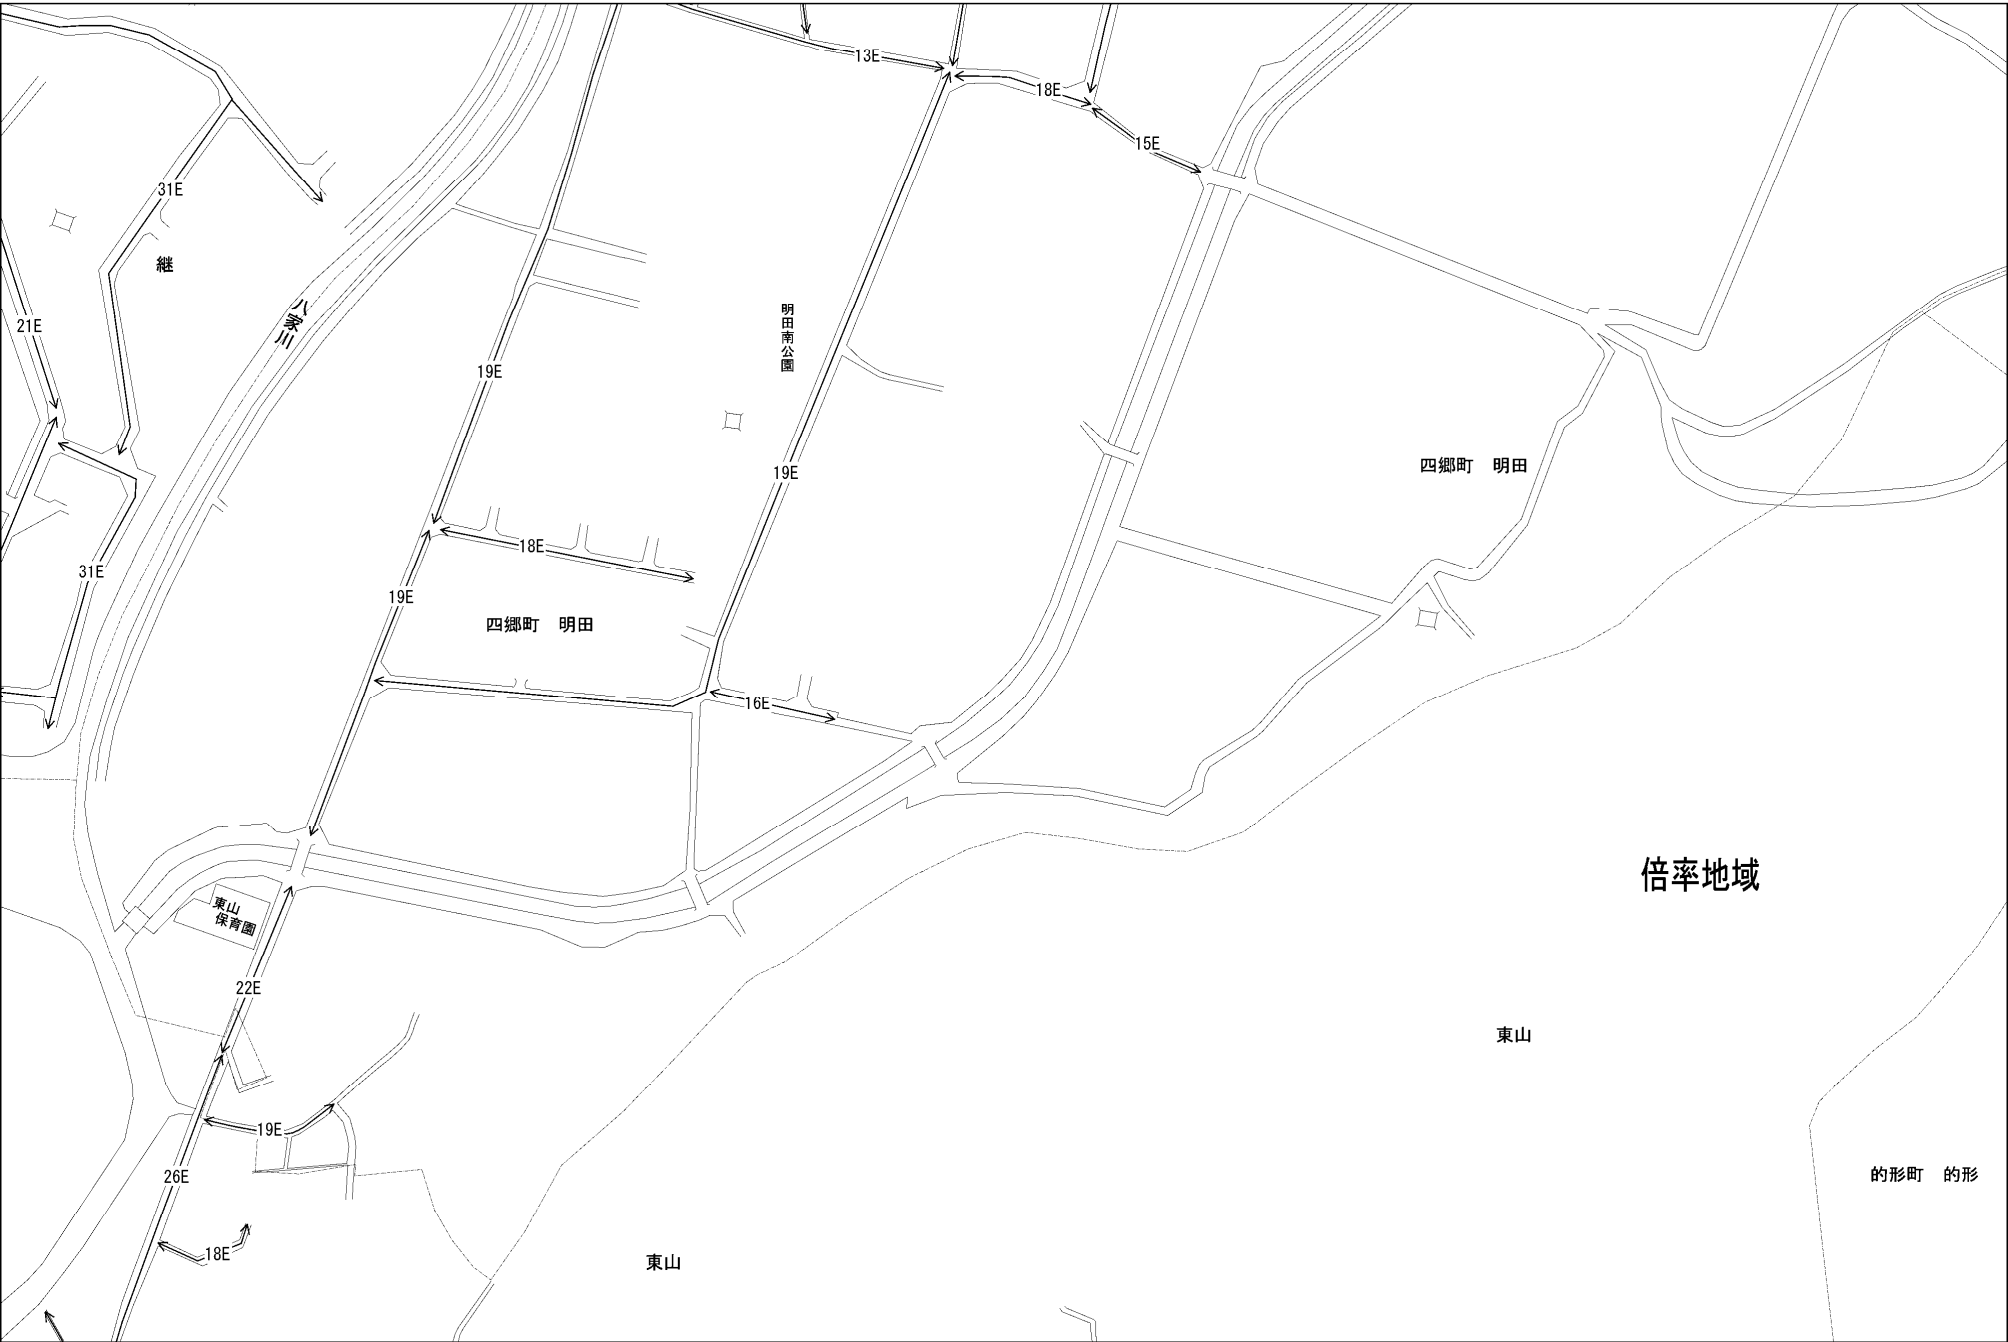 13E
18E
15E
31E
継
21E
八家川
明田南公園
19E
19E
四郷町　明田
18E
31E
19E
四郷町　明田
16E
倍率地域
東山
保育園
22E
東山
19E
26E
的形町　的形
18E
東山